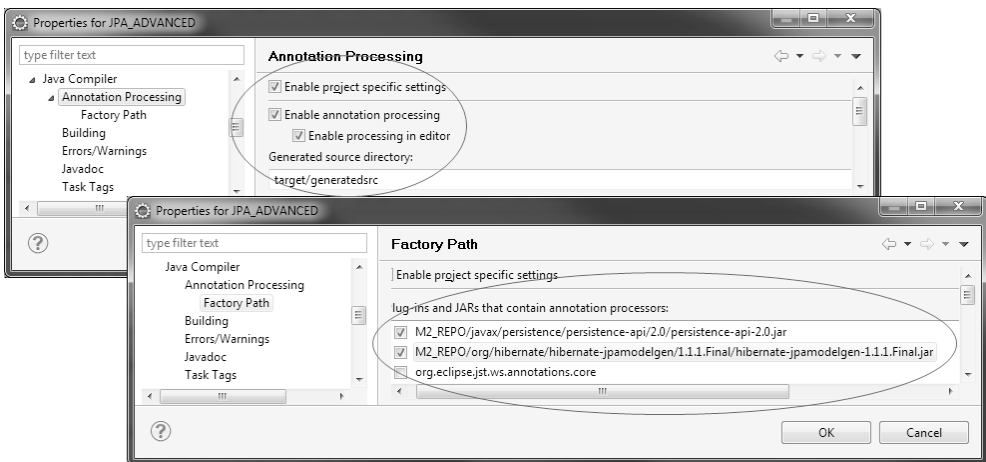 Properties for JPA_ADVANCED
type filter text
Java Compiler
Annotation Processing
Factory Path
Building
Errors/Warnings
Javadoc
Task Tags
Annotation Processing
Enable project specific settings
Enable annotation processing
Enable processing in editor
Generated source directory:
target/generatedsrc
Properties for JPA_ADVANCED
type filter text
Java Compiler
Annotation Processing
Factory Path
Building
Errors/Warnings
Javadoc
Task Tags
Factory Path
Enable project specific settings
lug-ins and JARs that contain annotation processors:
M2_REPO/javax/persistence/persistence-api/2.0/persistence-api-2.0.jar
M2_REPO/org/hibernate/hibernate-jpamodelgen/1.1.1.Final/hibernate-jpamodelgen-1.1.1.Final.jar
org.eclipse.jst.ws.annotations.core
OK
Cancel